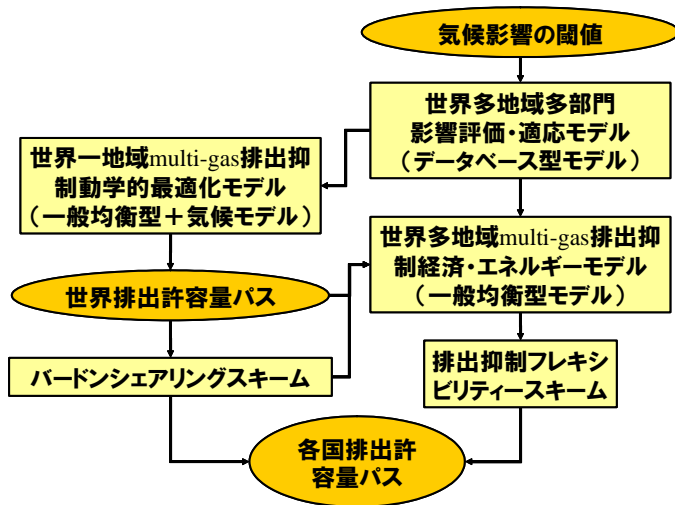 気候影響の閾値
世界多地域多部門
影響評価・適応モデル
（データベース型モデル）
世界一地域multi-gas排出抑
制動学的最適化モデル
（一般均衡型＋気候モデル）
世界多地域multi-gas排出抑
制経済・エネルギーモデル
（一般均衡型モデル）
世界排出許容量パス
バードンシェアリングスキーム
排出抑制フレキシ
ビリティースキーム
各国排出許
容量パス